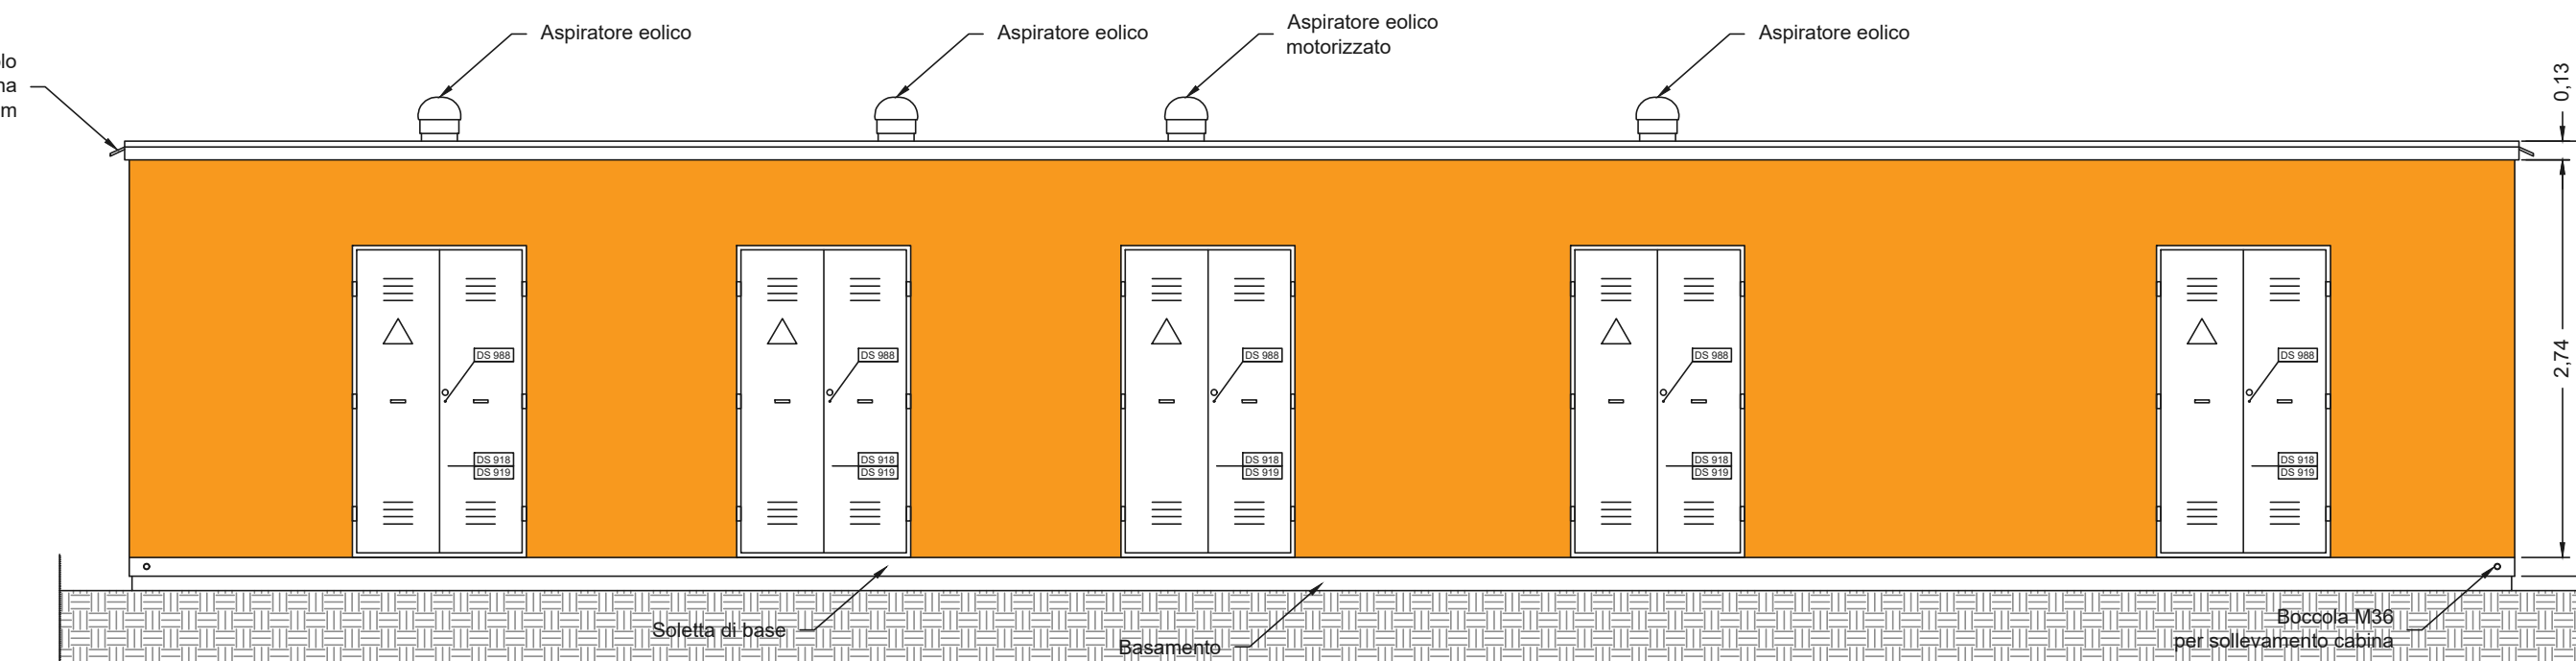 Aspiratore eolico
Aspiratore eolico
Aspiratore eolico
motorizzato
Aspiratore eolico
0,13
2,74
DS 988
DS 918
DS 919
DS 988
DS 918
DS 919
DS 988
DS 918
DS 919
DS 988
DS 918
DS 919
DS 988
DS 918
DS 919
Soletta di base
Basamento
Boccola M36
per sollevamento cabina